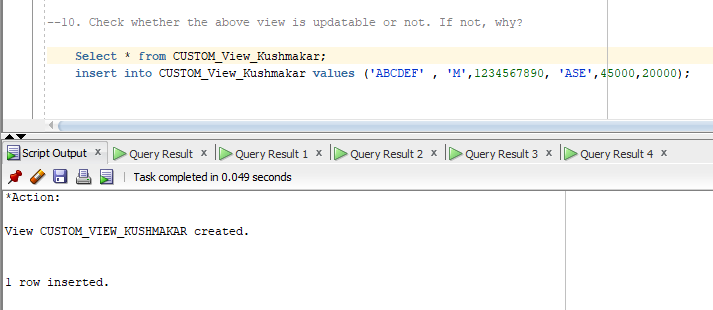 --10. Check whether the above view is updatable or not. If not, why?
Select * from CUSTOM_View_Kushmakar;
insert into CUSTOM_View_Kushmakar values ('ABCDEF' , 'M',1234567890, 'ASE',45000,20000);
Script Output x Query Result x Query Result 1 x Query Result 2 x Query Result 3 x Query Result 4 x
Task completed in 0.049 seconds
*Action:
View CUSTOM_VIEW_KUSHMAKAR created.
1 row inserted.